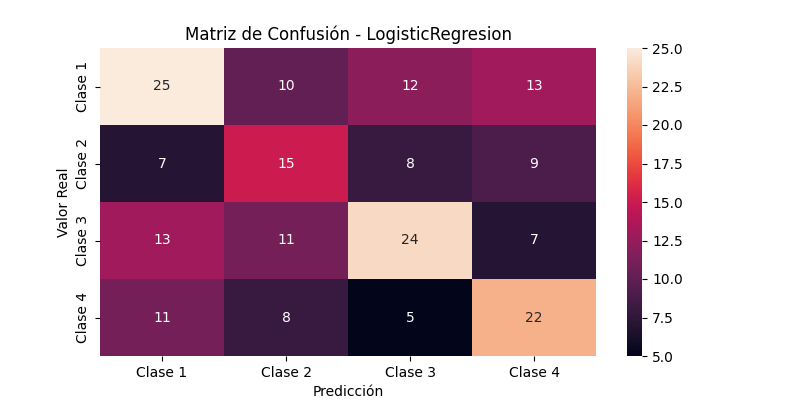 Matriz de Confusión - LogisticRegresion
Valor Real
Clase 1
25 10 12 13
Clase 2
7 15 8 9
Clase 3
13 11 24 7
Clase 4
11 8 5 22
Clase 1 Clase 2 Clase 3 Clase 4
Predicción
25.0
22.5
20.0
17.5
15.0
12.5
10.0
7.5
5.0